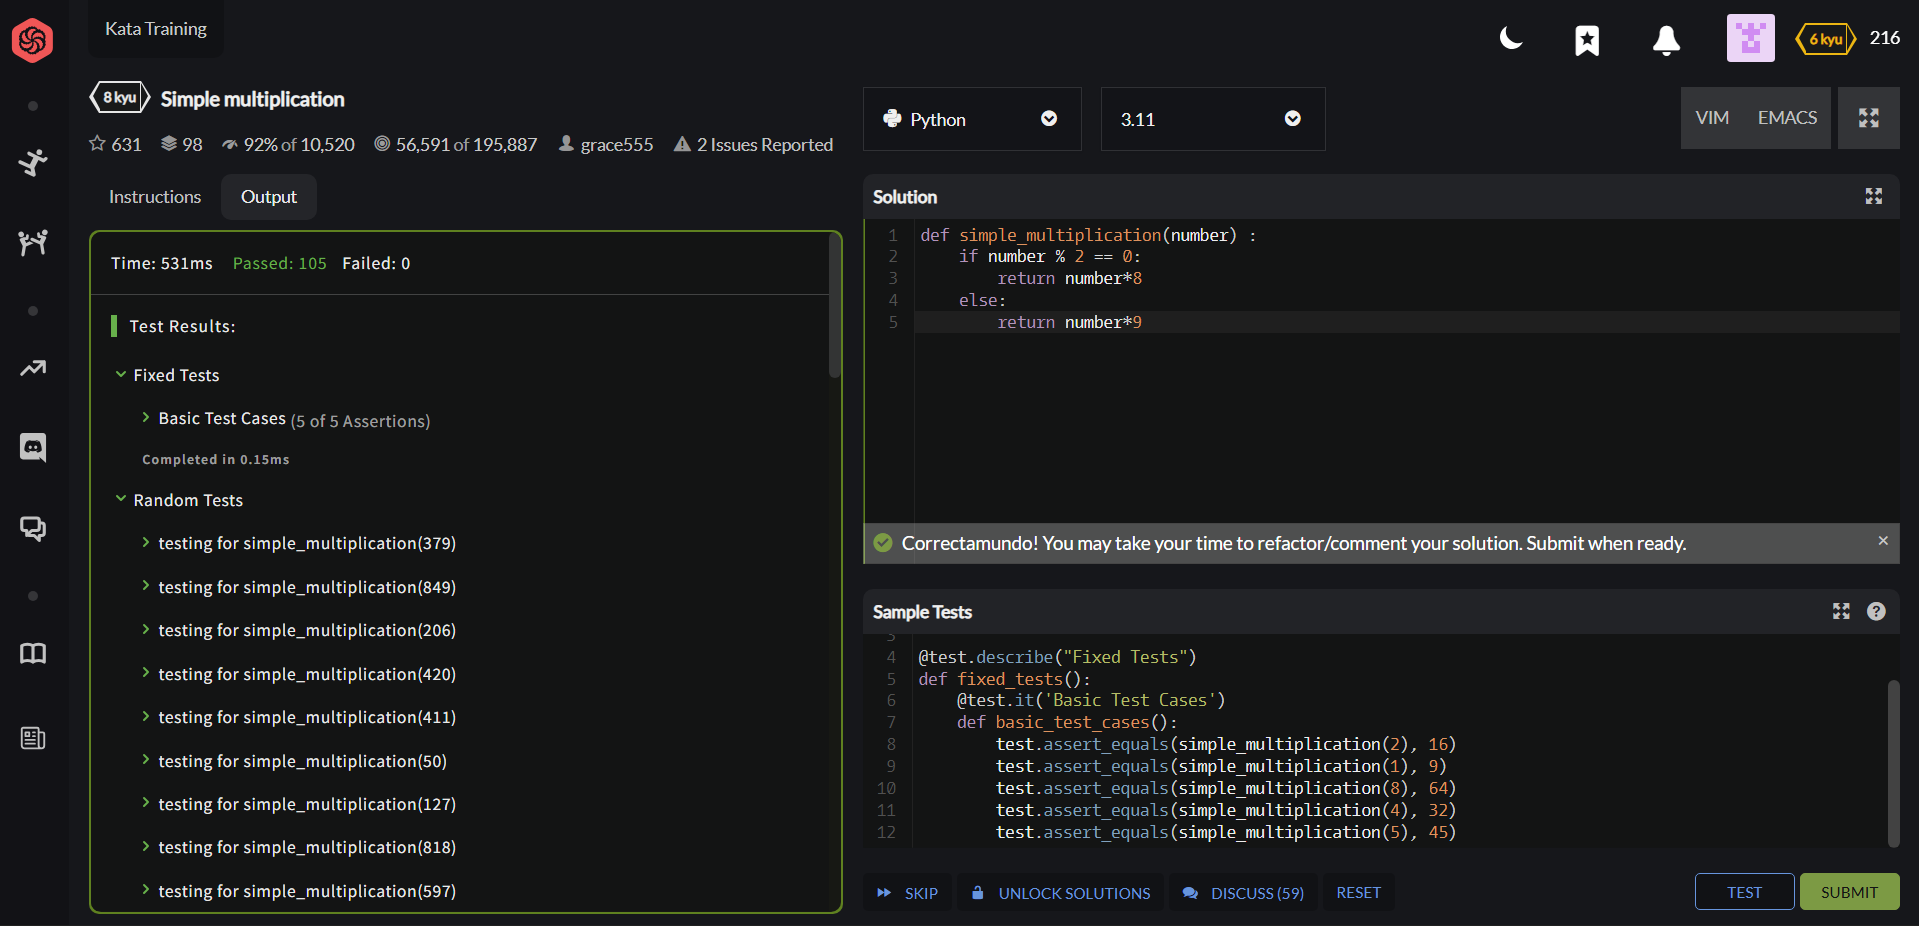 Kata Training
6 kyu 216
8 kyu Simple multiplication
631 98 92% of 10,520 56,591 of 195,887 grace555 2 Issues Reported
Python 3.11 VIM EMACS
Instructions Output
Time: 531ms Passed: 105 Failed: 0
Test Results:
Fixed Tests
Basic Test Cases (5 of 5 Assertions)
Completed in 0.15ms
Random Tests
testing for simple_multiplication(379)
testing for simple_multiplication(849)
testing for simple_multiplication(206)
testing for simple_multiplication(420)
testing for simple_multiplication(411)
testing for simple_multiplication(50)
testing for simple_multiplication(127)
testing for simple_multiplication(818)
testing for simple_multiplication(597)
Solution
1 def simple_multiplication(number) :
2     if number % 2 == 0:
3         return number*8
4     else:
5         return number*9
Correctamundo! You may take your time to refactor/comment your solution. Submit when ready. ×
Sample Tests ?
3
4 @test.describe("Fixed Tests")
5 def fixed_tests():
6     @test.it('Basic Test Cases')
7     def basic_test_cases():
8         test.assert_equals(simple_multiplication(2), 16)
9         test.assert_equals(simple_multiplication(1), 9)
10         test.assert_equals(simple_multiplication(8), 64)
11         test.assert_equals(simple_multiplication(4), 32)
12         test.assert_equals(simple_multiplication(5), 45)
SKIP UNLOCK SOLUTIONS DISCUSS (59) RESET TEST SUBMIT